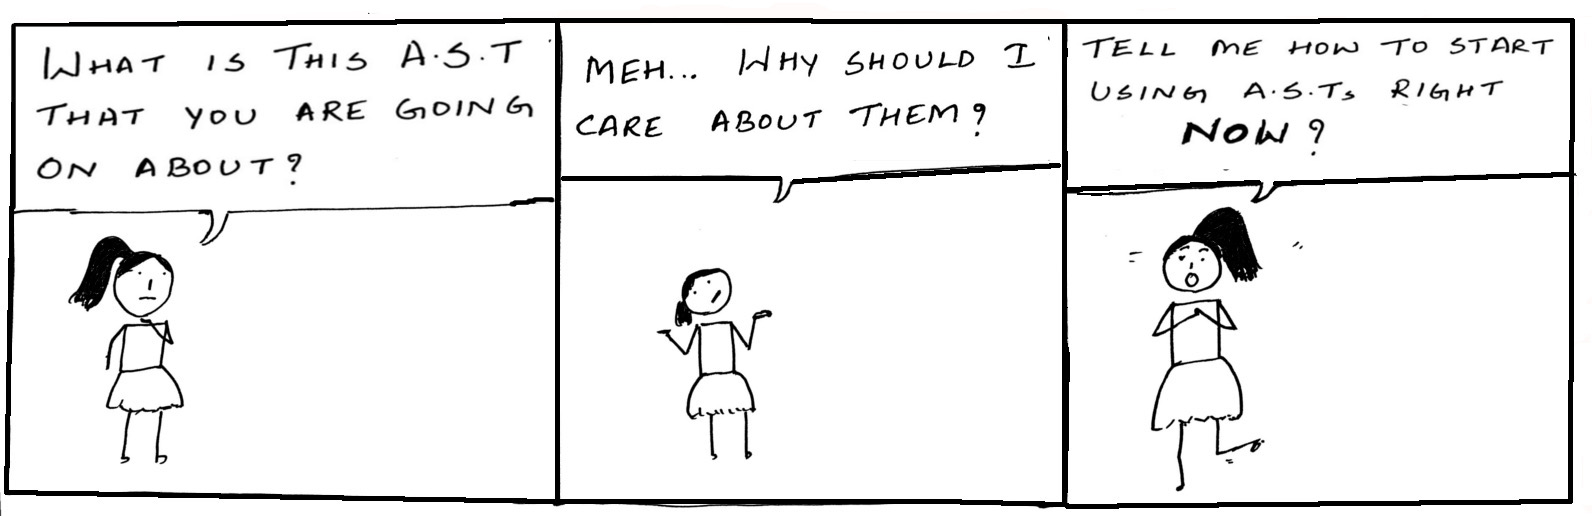 WHAT IS THIS A.S.T
THAT YOU ARE GOING
ON ABOUT?
MEH... WHY SHOULD I
CARE ABOUT THEM?
TELL ME HOW TO START
USING A.S.Ts RIGHT
NOW?